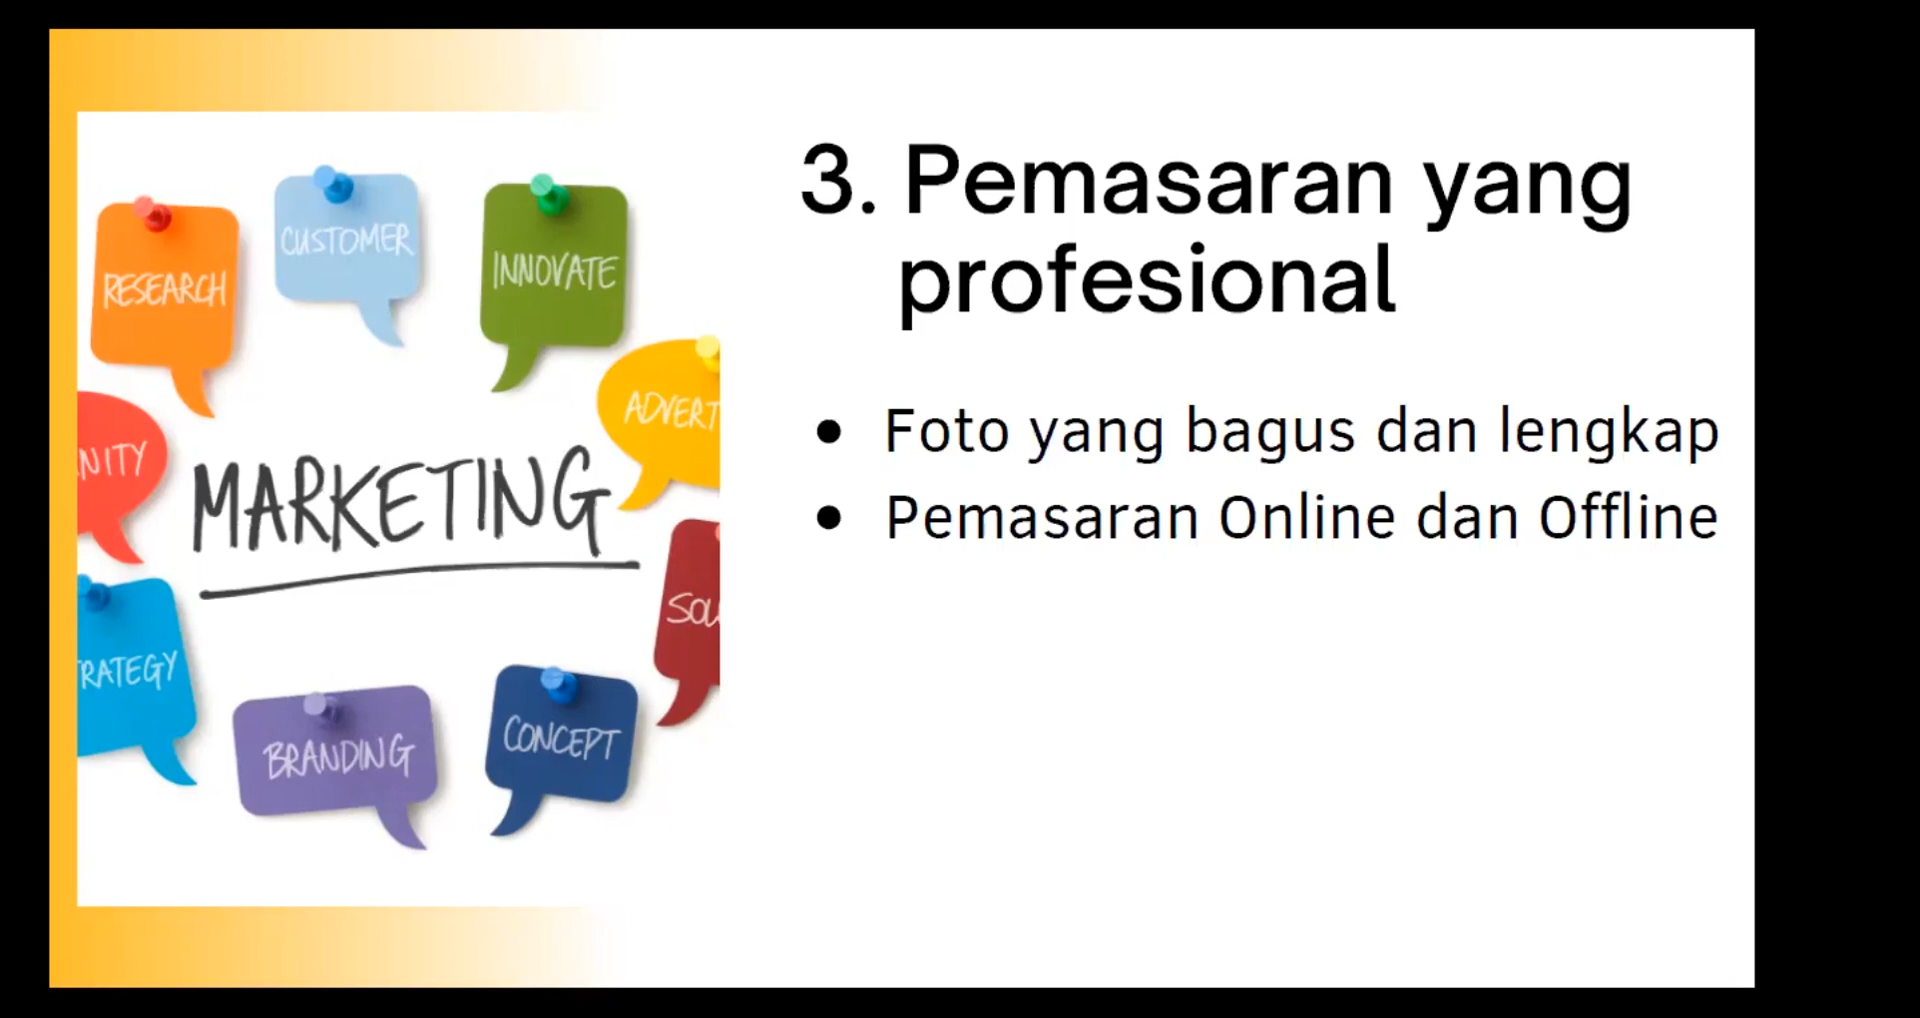 3. Pemasaran yang
profesional
• Foto yang bagus dan lengkap
• Pemasaran Online dan Offline
RESEARCH
CUSTOMER
INNOVATE
ADVERT
NITY
MARKETING
SOL
RATEGY
BRANDING
CONCEPT